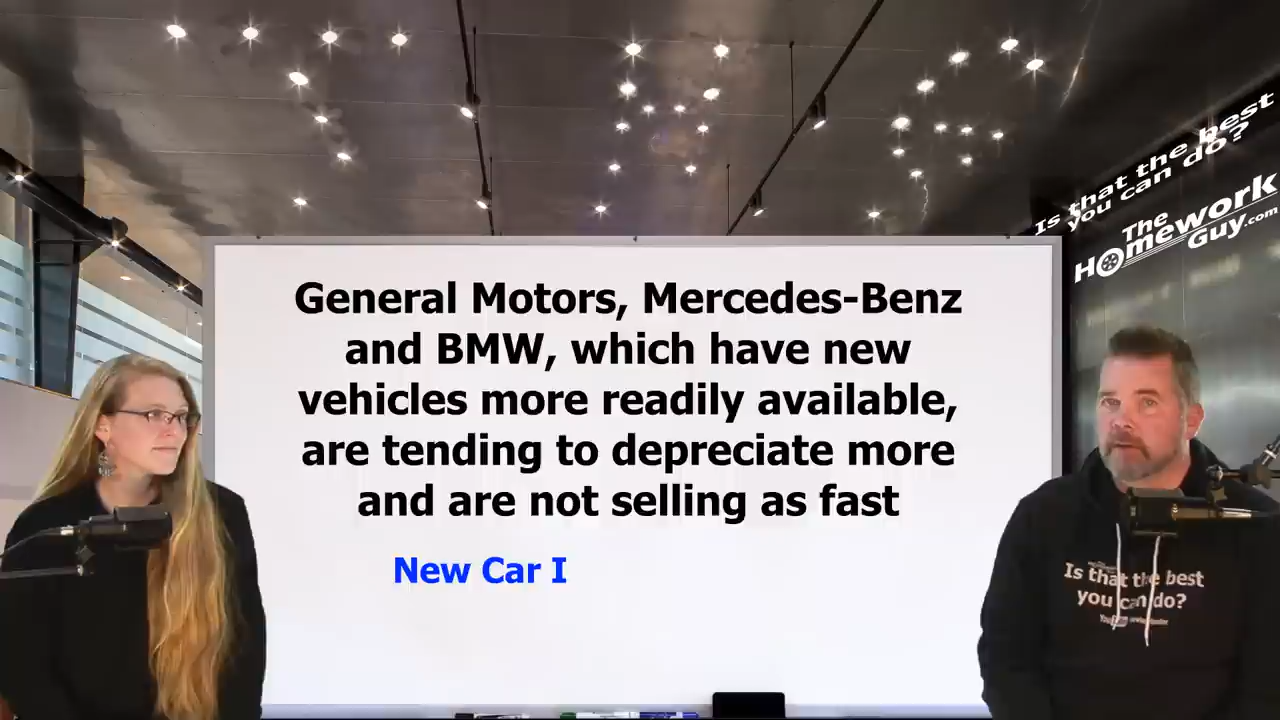 Is that the best
you can do?
The
Homework
Guy.com
General Motors, Mercedes-Benz
and BMW, which have new
vehicles more readily available,
are tending to depreciate more
and are not selling as fast
New Car I
Is that the best
you can do?